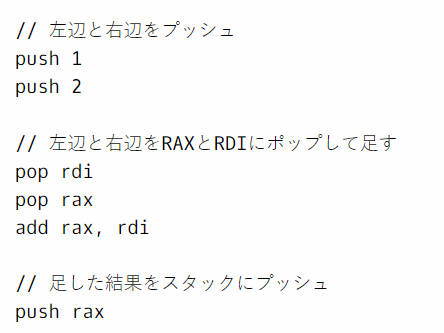 // 左辺と右辺をプッシュ
push 1
push 2
// 左辺と右辺をRAXとRDIにポップして足す
pop rdi
pop rax
add rax, rdi
// 足した結果をスタックにプッシュ
push rax